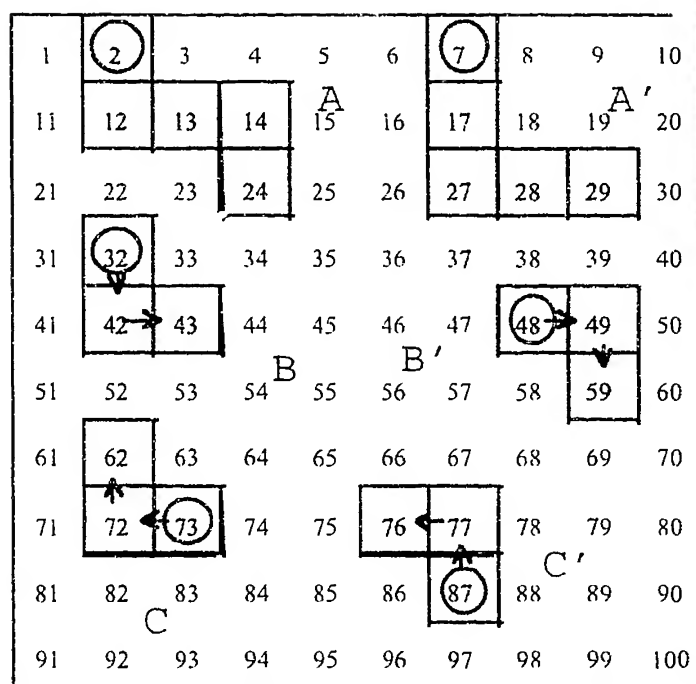 1 2 3 4 5 6 7 8 9 10
A A'
11 12 13 14 15 16 17 18 19 20
21 22 23 24 25 26 27 28 29 30
31 32 33 34 35 36 37 38 39 40
41 42 43 44 45 46 47 48 49 50
B B'
51 52 53 54 55 56 57 58 59 60
61 62 63 64 65 66 67 68 69 70
71 72 73 74 75 76 77 78 79 80
C'
81 82 83 84 85 86 87 88 89 90
C
91 92 93 94 95 96 97 98 99 100